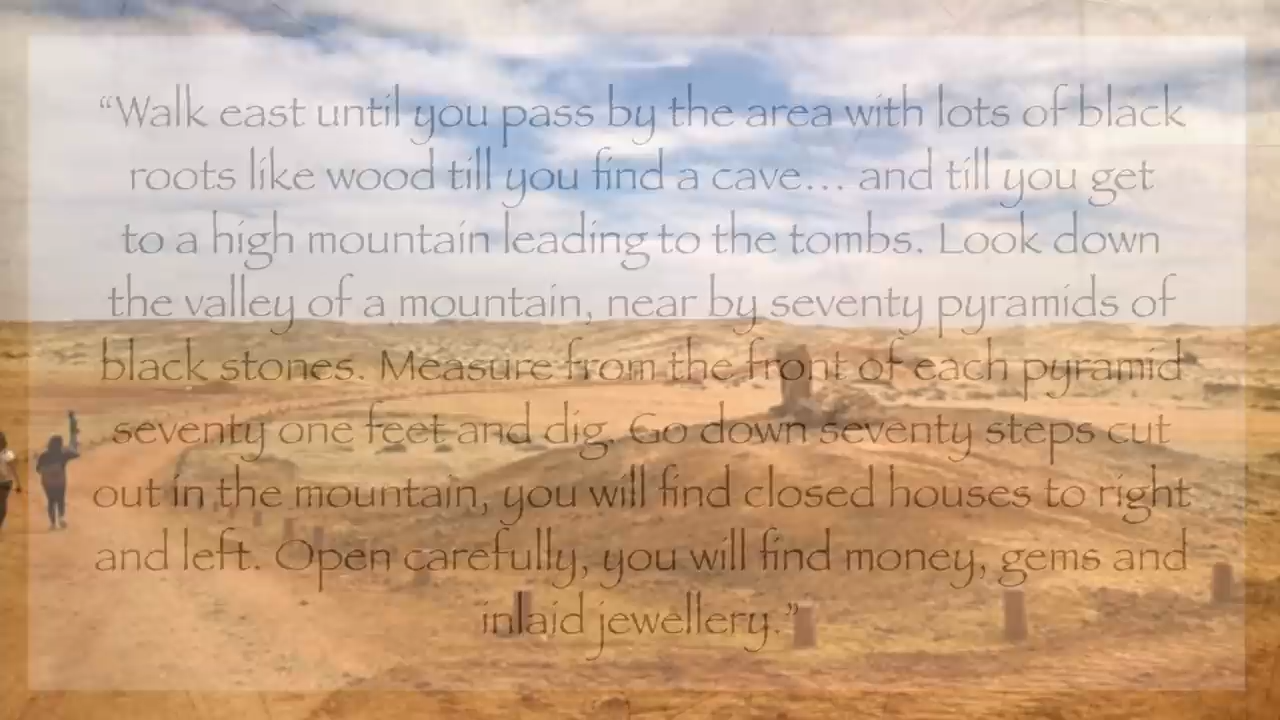 “Walk east until you pass by the area with lots of black
roots like wood till you find a cave... and till you get
to a high mountain leading to the tombs. Look down
the valley of a mountain, near by seventy pyramids of
black stones. Measure from the front of each pyramid
seventy one feet and dig. Go down seventy steps cut
out in the mountain, you will find closed houses to right
and left. Open carefully, you will find money, gems and
inlaid jewellery.”